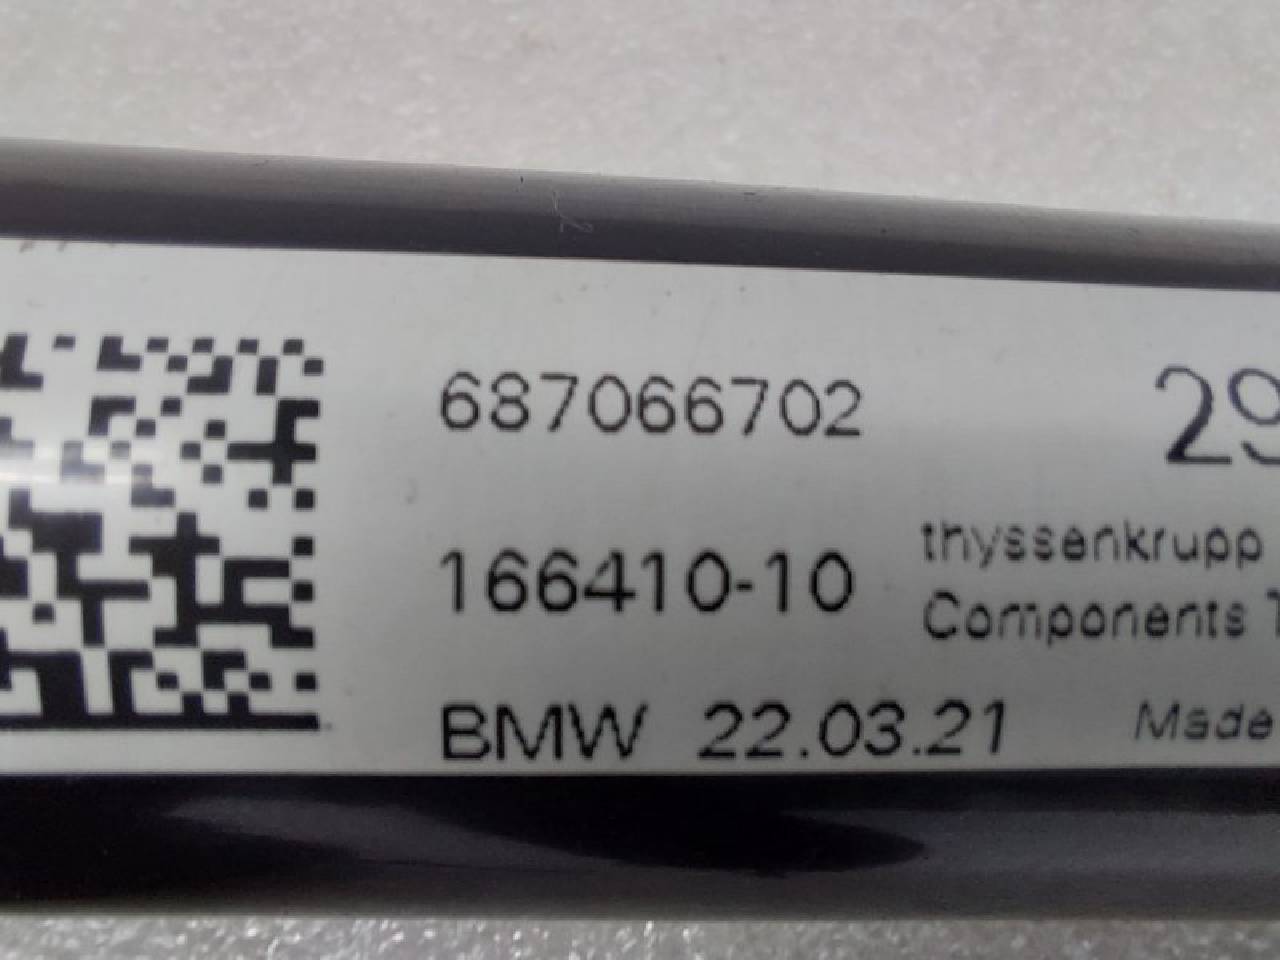 687066702
29
166410-10
thyssenkrupp
Components
BMW 22.03.21
Made